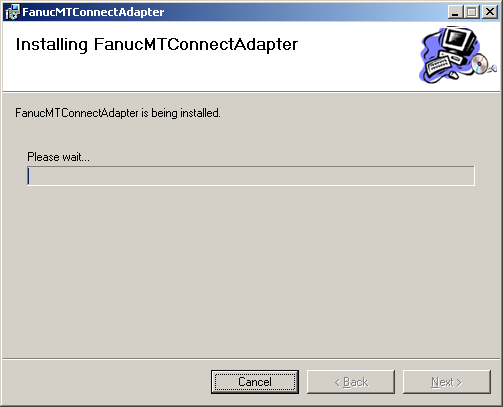 FanucMTConnectAdapter
Installing FanucMTConnectAdapter
FanucMTConnectAdapter is being installed.
Please wait...
Cancel
< Back
Next >